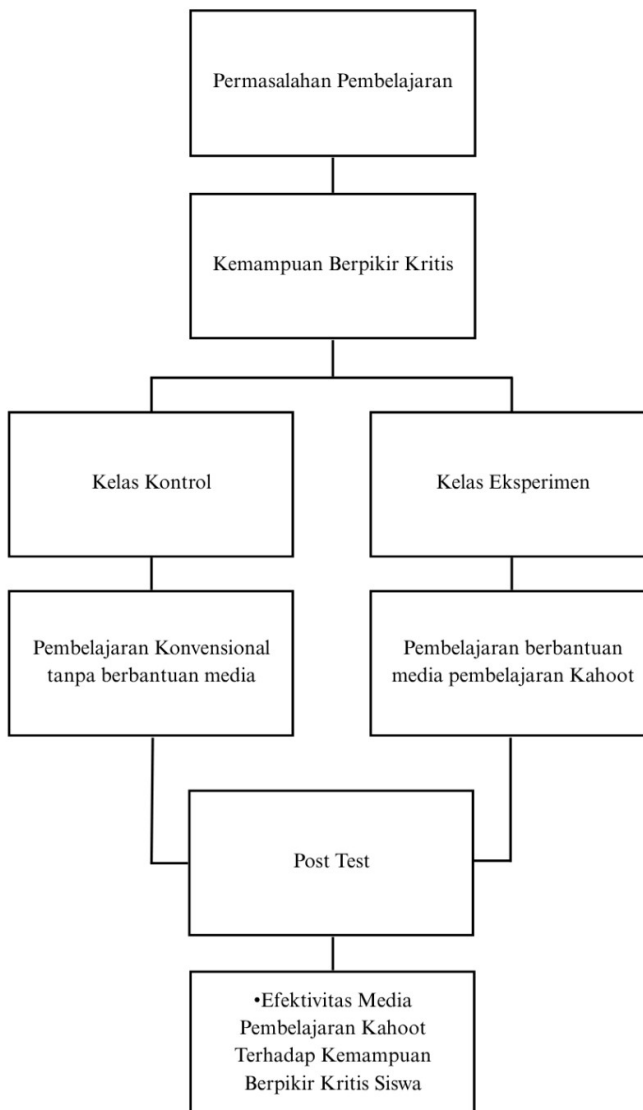 Permasalahan Pembelajaran
Kemampuan Berpikir Kritis
Kelas Kontrol
Kelas Eksperimen
Pembelajaran Konvensional
tanpa berbantuan media
Pembelajaran berbantuan
media pembelajaran Kahoot
Post Test
•Efektivitas Media
Pembelajaran Kahoot
Terhadap Kemampuan
Berpikir Kritis Siswa